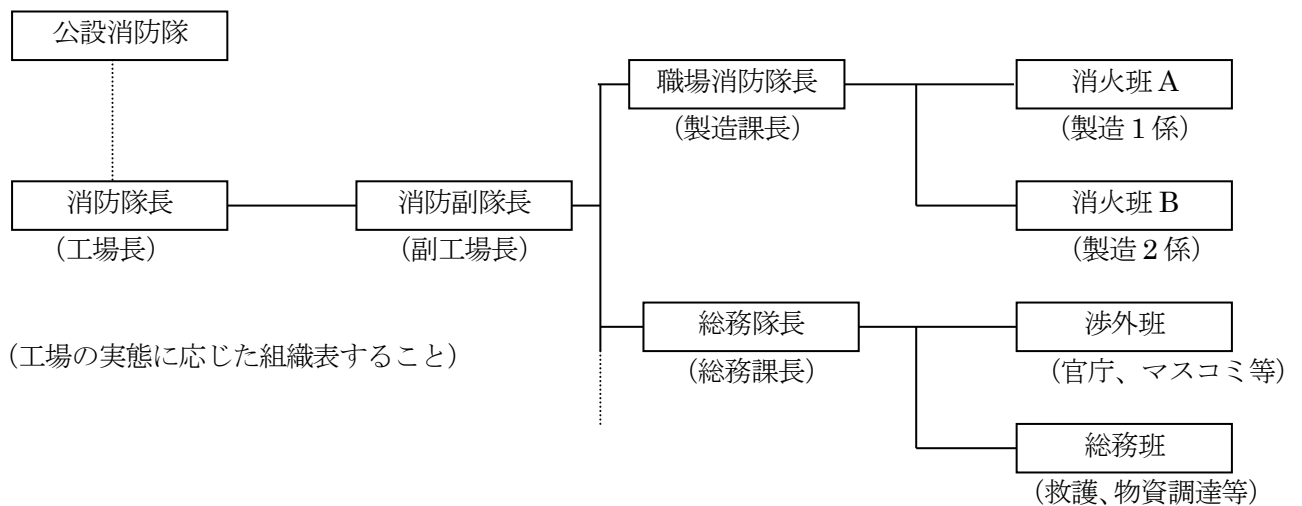 公設消防隊
職場消防隊長
(製造課長)
消火班 A
(製造 1 係)
消防隊長
(工場長)
消防副隊長
(副工場長)
消火班 B
(製造 2 係)
総務隊長
(総務課長)
渉外班
(官庁、マスコミ等)
(工場の実態に応じた組織表すること)
総務班
(救護、物資調達等)